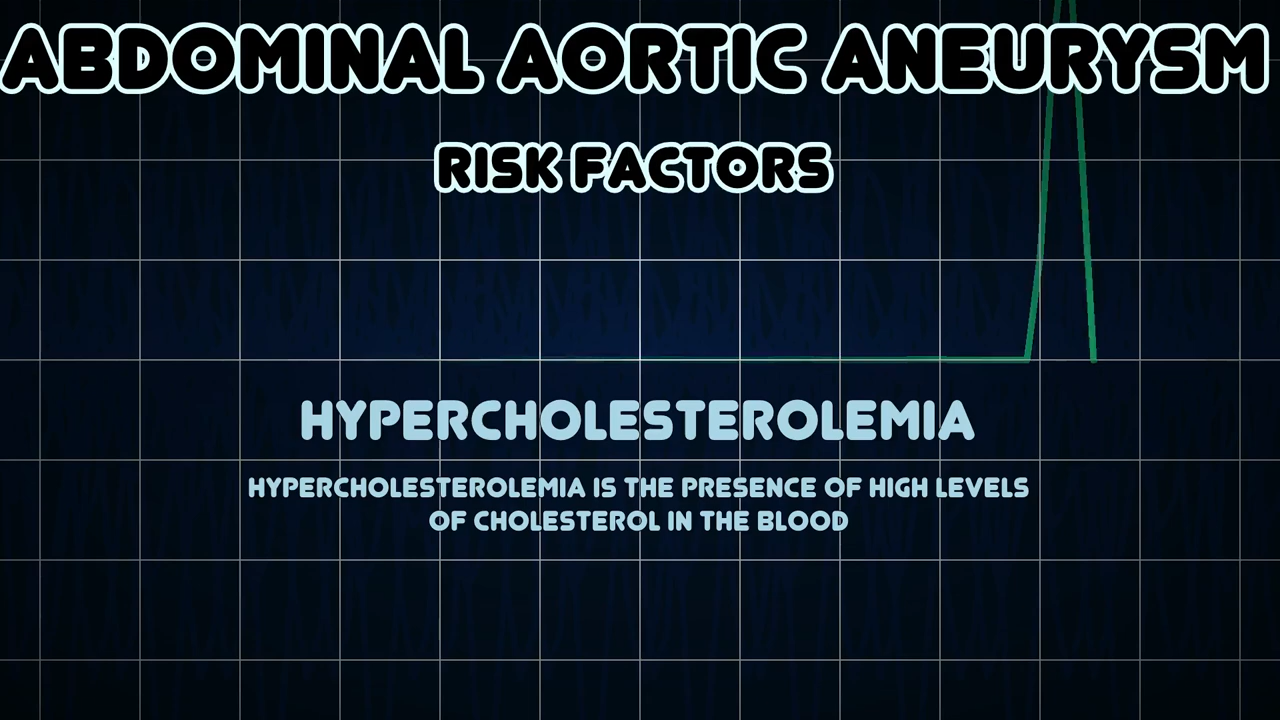 ABDOMINAL AORTIC ANEURYSM
RISK FACTORS
HYPERCHOLESTEROLEMIA
HYPERCHOLESTEROLEMIA IS THE PRESENCE OF HIGH LEVELS
OF CHOLESTEROL IN THE BLOOD